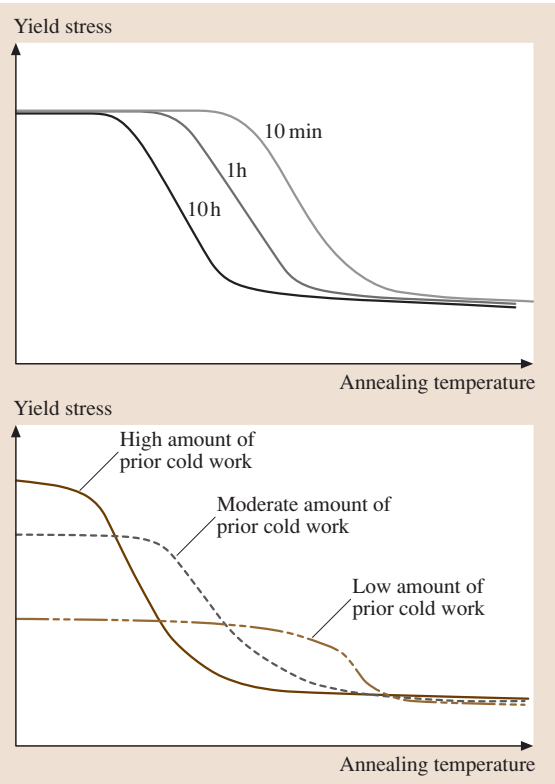 Yield stress
10 min
1h
10h
Annealing temperature
Yield stress
High amount of
prior cold work
Moderate amount of
prior cold work
Low amount of
prior cold work
Annealing temperature